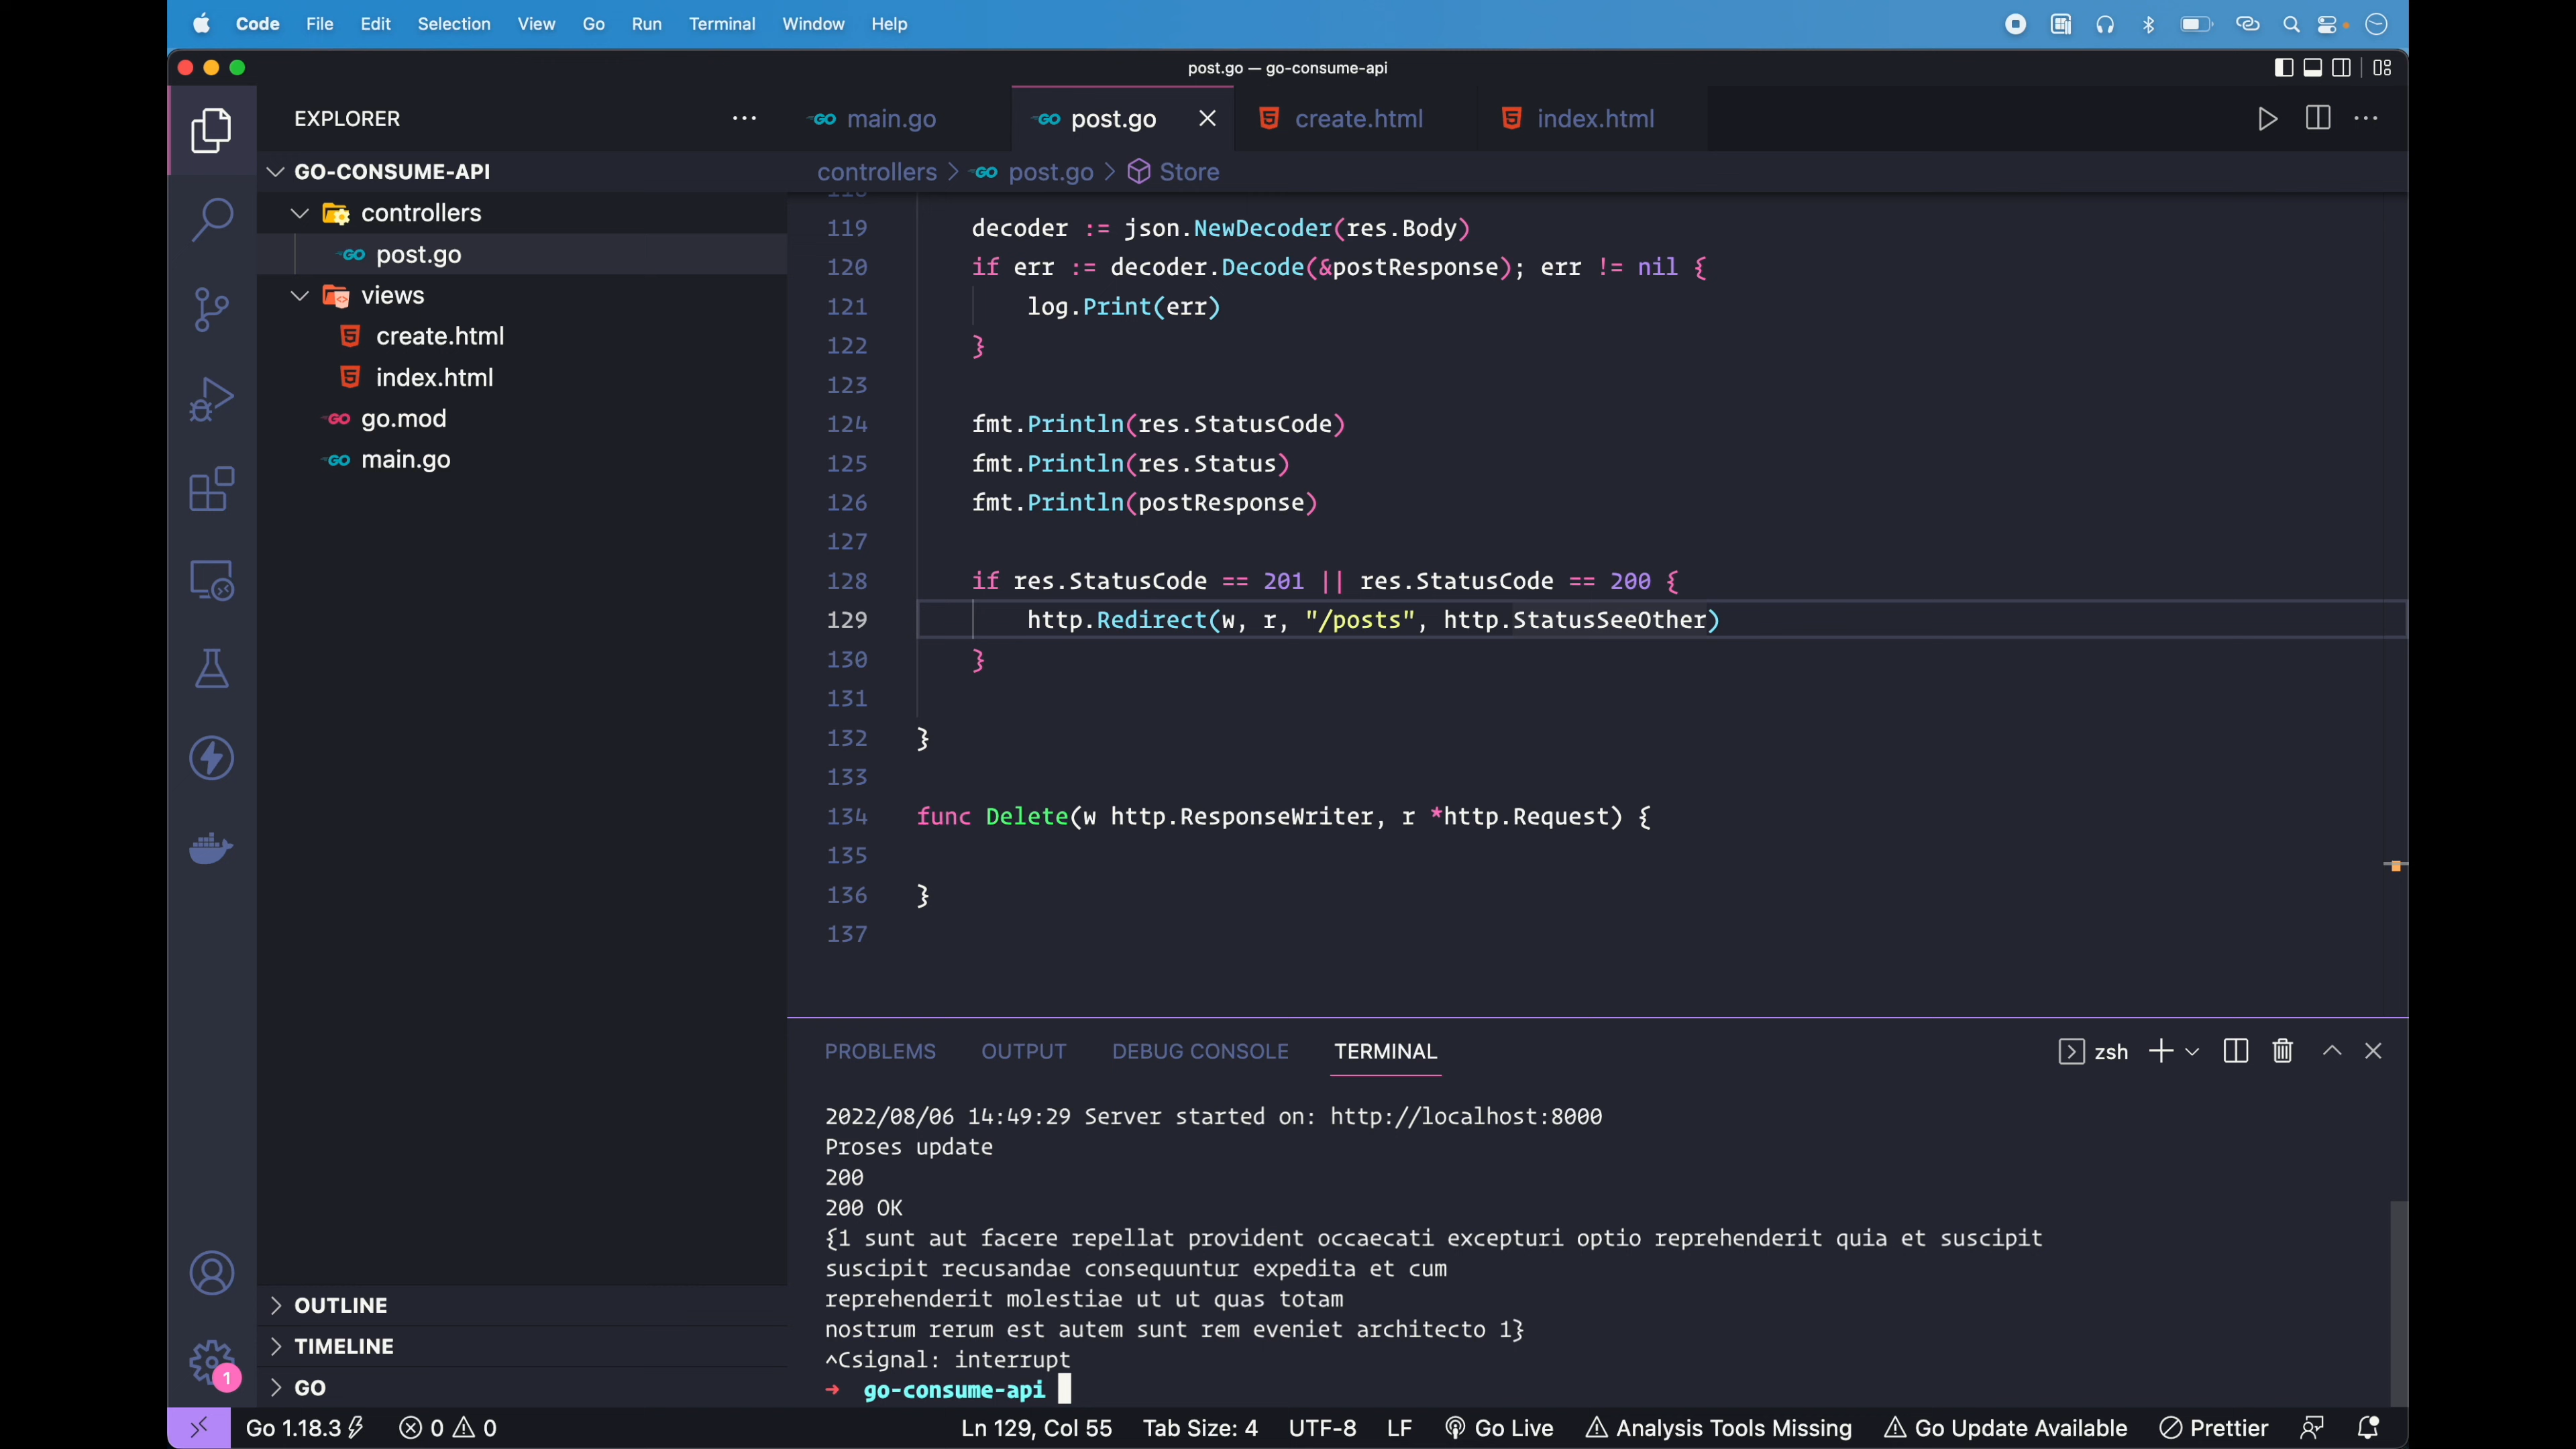 Code File Edit Selection View Go Run Terminal Window Help
post.go — go-consume-api
EXPLORER
GO-CONSUME-API
controllers
post.go
views
create.html
index.html
go.mod
main.go
OUTLINE
TIMELINE
GO
main.go post.go create.html index.html
controllers > post.go > Store
119 decoder := json.NewDecoder(res.Body)
120 if err := decoder.Decode(&postResponse); err != nil {
121 log.Print(err)
122 }
123
124 fmt.Println(res.StatusCode)
125 fmt.Println(res.Status)
126 fmt.Println(postResponse)
127
128 if res.StatusCode == 201 || res.StatusCode == 200 {
129 http.Redirect(w, r, "/posts", http.StatusSeeOther)
130 }
131
132 }
133
134 func Delete(w http.ResponseWriter, r *http.Request) {
135
136 }
137
PROBLEMS OUTPUT DEBUG CONSOLE TERMINAL
zsh
2022/08/06 14:49:29 Server started on: http://localhost:8000
Proses update
200
200 OK
{1 sunt aut facere repellat provident occaecati excepturi optio reprehenderit quia et suscipit
suscipit recusandae consequuntur expedita et cum
reprehenderit molestiae ut ut quas totam
nostrum rerum est autem sunt rem eveniet architecto 1}
^Csignal: interrupt
➜ go-consume-api
1
Go 1.18.3 0 0 Ln 129, Col 55 Tab Size: 4 UTF-8 LF Go Live Analysis Tools Missing Go Update Available Prettier